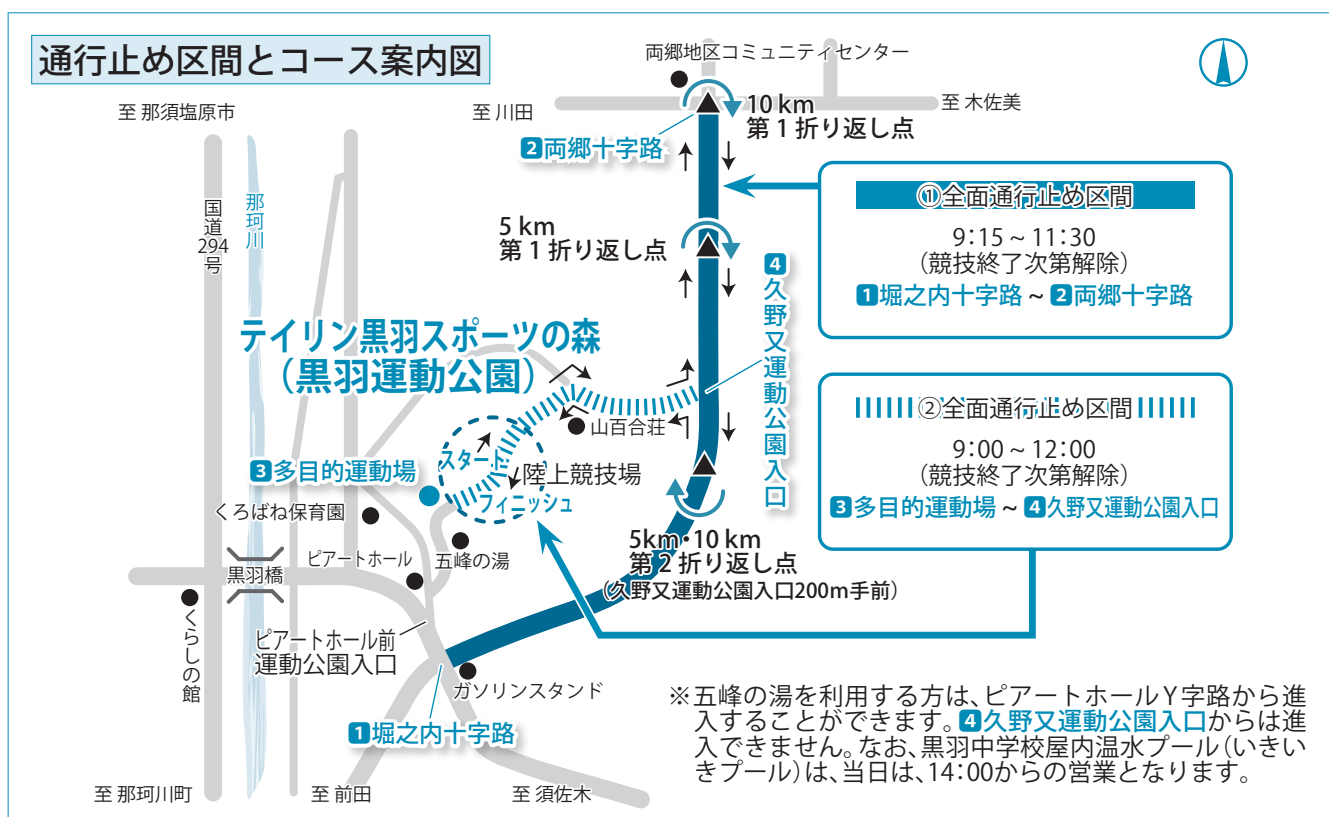 通行止め区間とコース案内図
両郷地区コミュニティセンター
至 那須塩原市
至 川田
至 木佐美
10 km
第 1 折り返し点
2両郷十字路
国道294号
那珂川
5 km
第 1 折り返し点
4久野又運動公園入口
①全面通行止め区間
9:15 ~ 11:30
(競技終了次第解除)
1堀之内十字路 ~ 2両郷十字路
テイリン黒羽スポーツの森
(黒羽運動公園)
②全面通行止め区間
9:00 ~ 12:00
(競技終了次第解除)
3多目的運動場 ~ 4久野又運動公園入口
山百合荘
スタート
3多目的運動場
陸上競技場
フィニッシュ
くろばね保育園
ピアートホール
五峰の湯
5km・10 km
第 2 折り返し点
(久野又運動公園入口200m手前)
黒羽橋
くらしの館
ピアートホール前
運動公園入口
ガソリンスタンド
1堀之内十字路
至 那珂川町
至 前田
至 須佐木
※五峰の湯を利用する方は、ピアートホールY字路から進
入することができます。4久野又運動公園入口からは進
入できません。なお、黒羽中学校屋内温水プール(いきい
きプール)は、当日は、14:00からの営業となります。